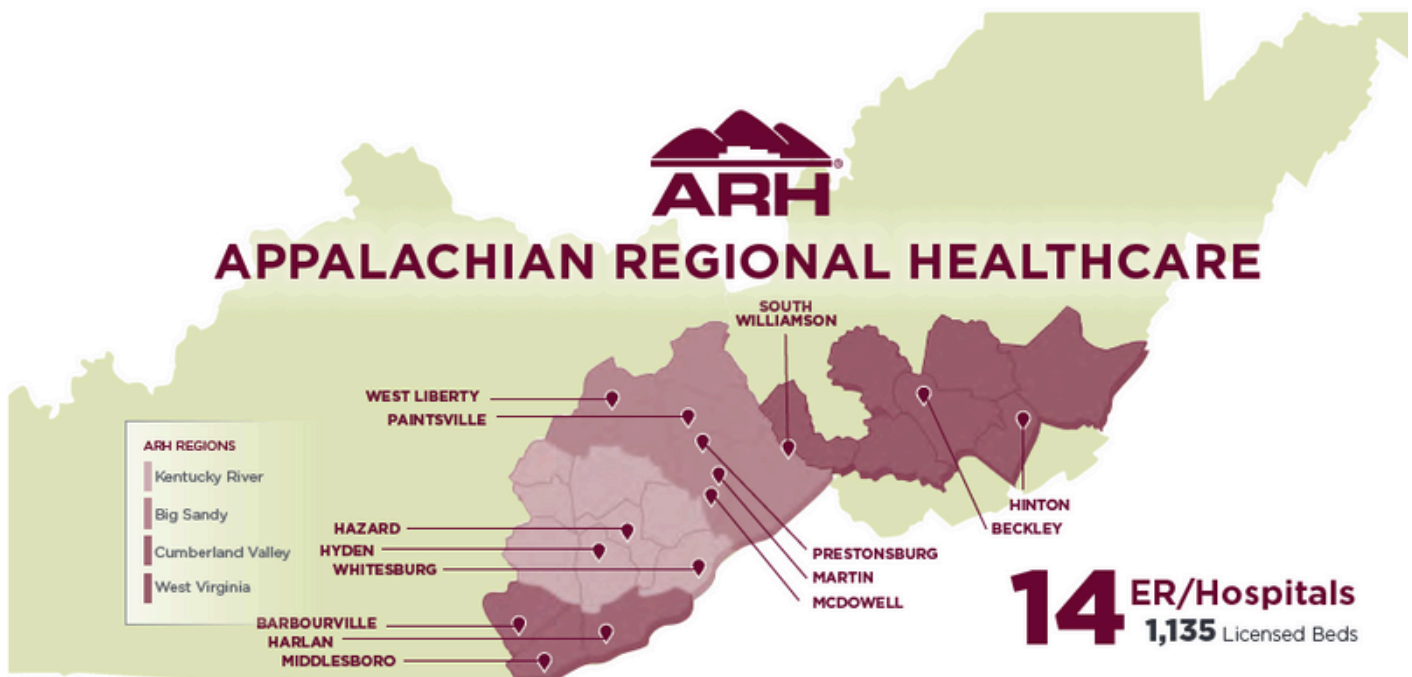 ARH®
APPALACHIAN REGIONAL HEALTHCARE
SOUTH
WILLIAMSON
WEST LIBERTY
PAINTSVILLE
ARH REGIONS
Kentucky River
Big Sandy
Cumberland Valley
West Virginia
HAZARD
HYDEN
WHITESBURG
BARBOURVILLE
HARLAN
MIDDLESBORO
HINTON
BECKLEY
PRESTONSBURG
MARTIN
MCDOWELL
14 ER/Hospitals
1,135 Licensed Beds